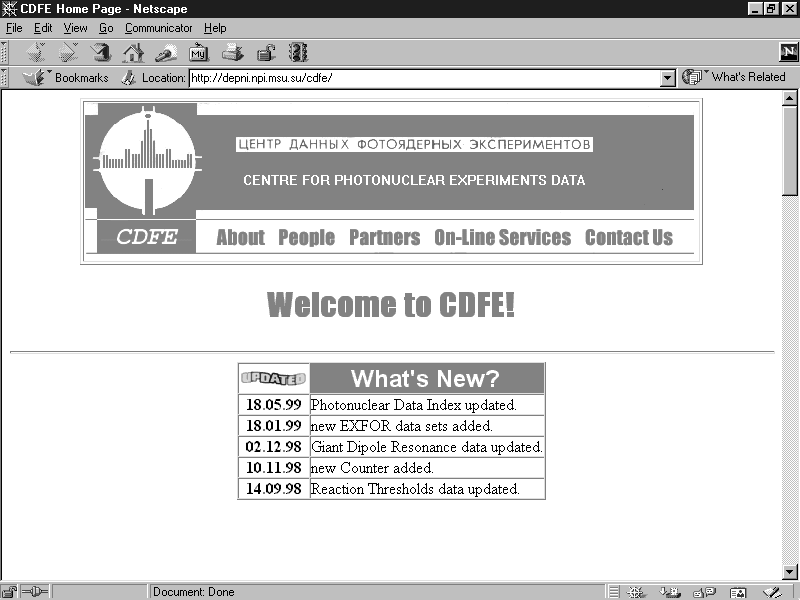 CDFE Home Page - Netscape
File Edit View Go Communicator Help
My
N
Bookmarks Location: http://depni.npi.msu.su/cdfe/ What's Related
ЦЕНТР ДАННЫХ ФОТОЯДЕРНЫХ ЭКСПЕРИМЕНТОВ
CENTRE FOR PHOTONUCLEAR EXPERIMENTS DATA
CDFE About People Partners On-Line Services Contact Us
Welcome to CDFE!
UPDATED What's New?
18.05.99 Photonuclear Data Index updated.
18.01.99 new EXFOR data sets added.
02.12.98 Giant Dipole Resonance data updated.
10.11.98 new Counter added.
14.09.98 Reaction Thresholds data updated.
Document: Done